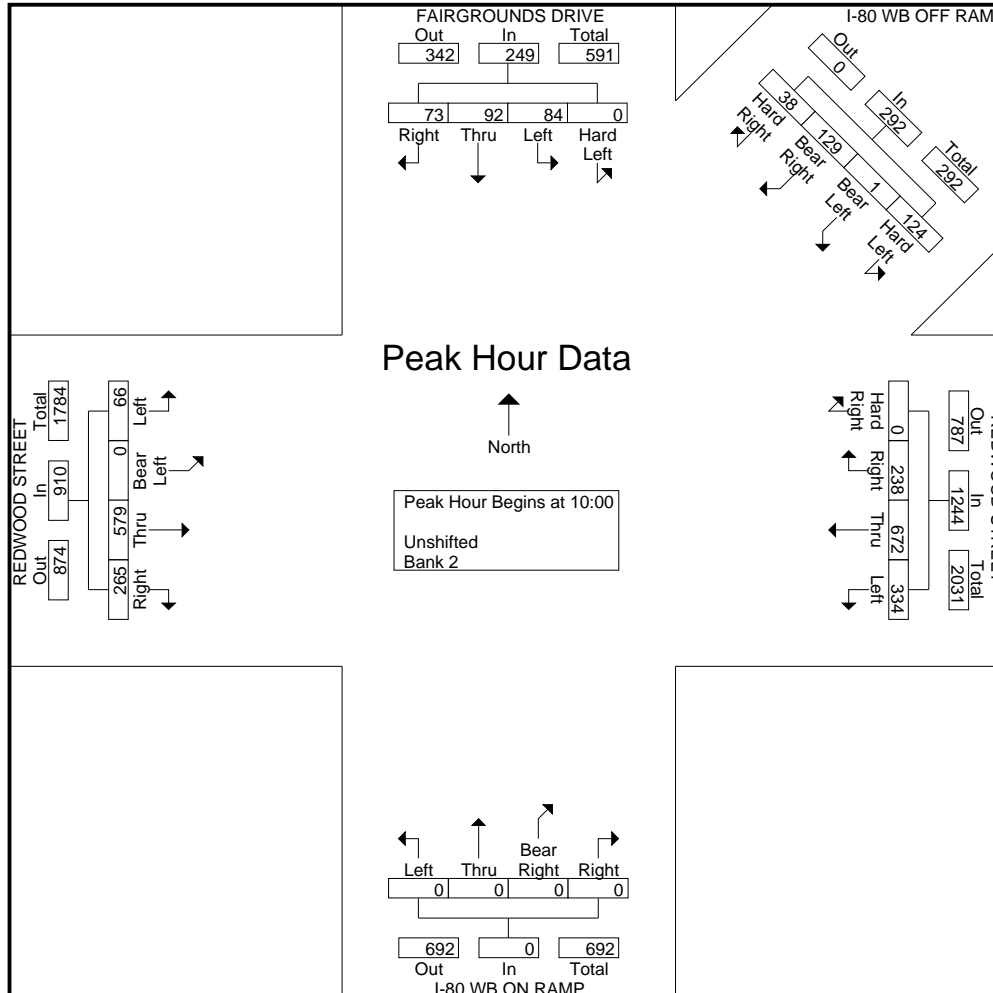 FAIRGROUNDS DRIVE
Out In Total
342 249 591
73 92 84 0
Right Thru Left Hard
Left
I-80 WB OFF RAM
Out
0
In
292
Total
292
38 129 1 124
Hard
Right
Bear
Right
Bear
Left
Hard
Left
Peak Hour Data
North
Peak Hour Begins at 10:00
Unshifted
Bank 2
REDWOOD STREET
Out In Total
874 910 1784
265 579 0 66
Right Thru Bear
Left
Left
Out In Total
787 1244 2031
0 238 672 334
Hard
Right
Right Thru Left
Bear
Left Thru Right Right
0 0 0 0
692 0 692
Out In Total
I-80 WB ON RAMP